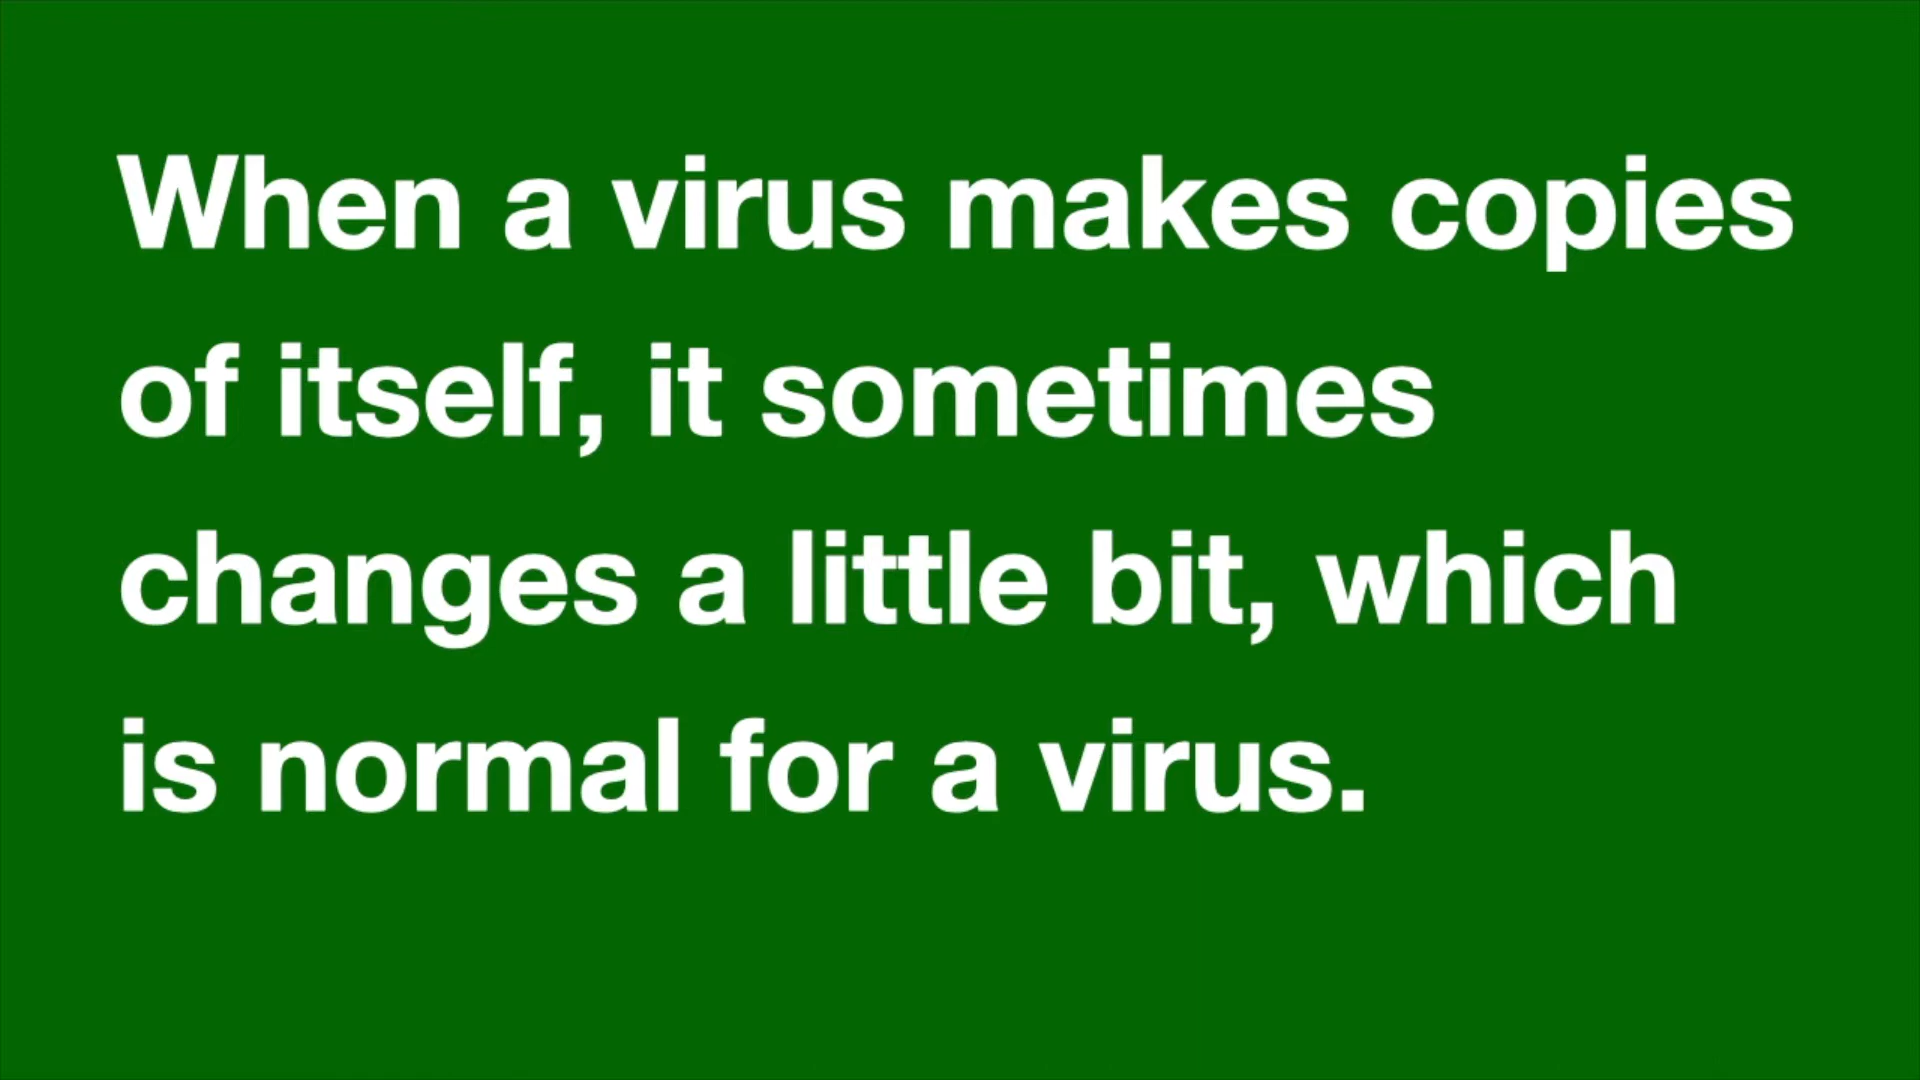 When a virus makes copies
of itself, it sometimes
changes a little bit, which
is normal for a virus.